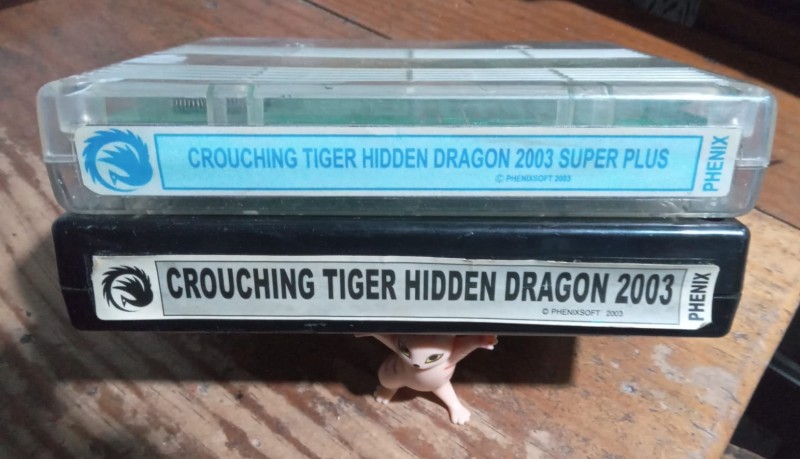 CROUCHING TIGER HIDDEN DRAGON 2003 SUPER PLUS
© PHENIXSOFT 2003
PHENIX
CROUCHING TIGER HIDDEN DRAGON 2003
© PHENIXSOFT 2003
PHENIX